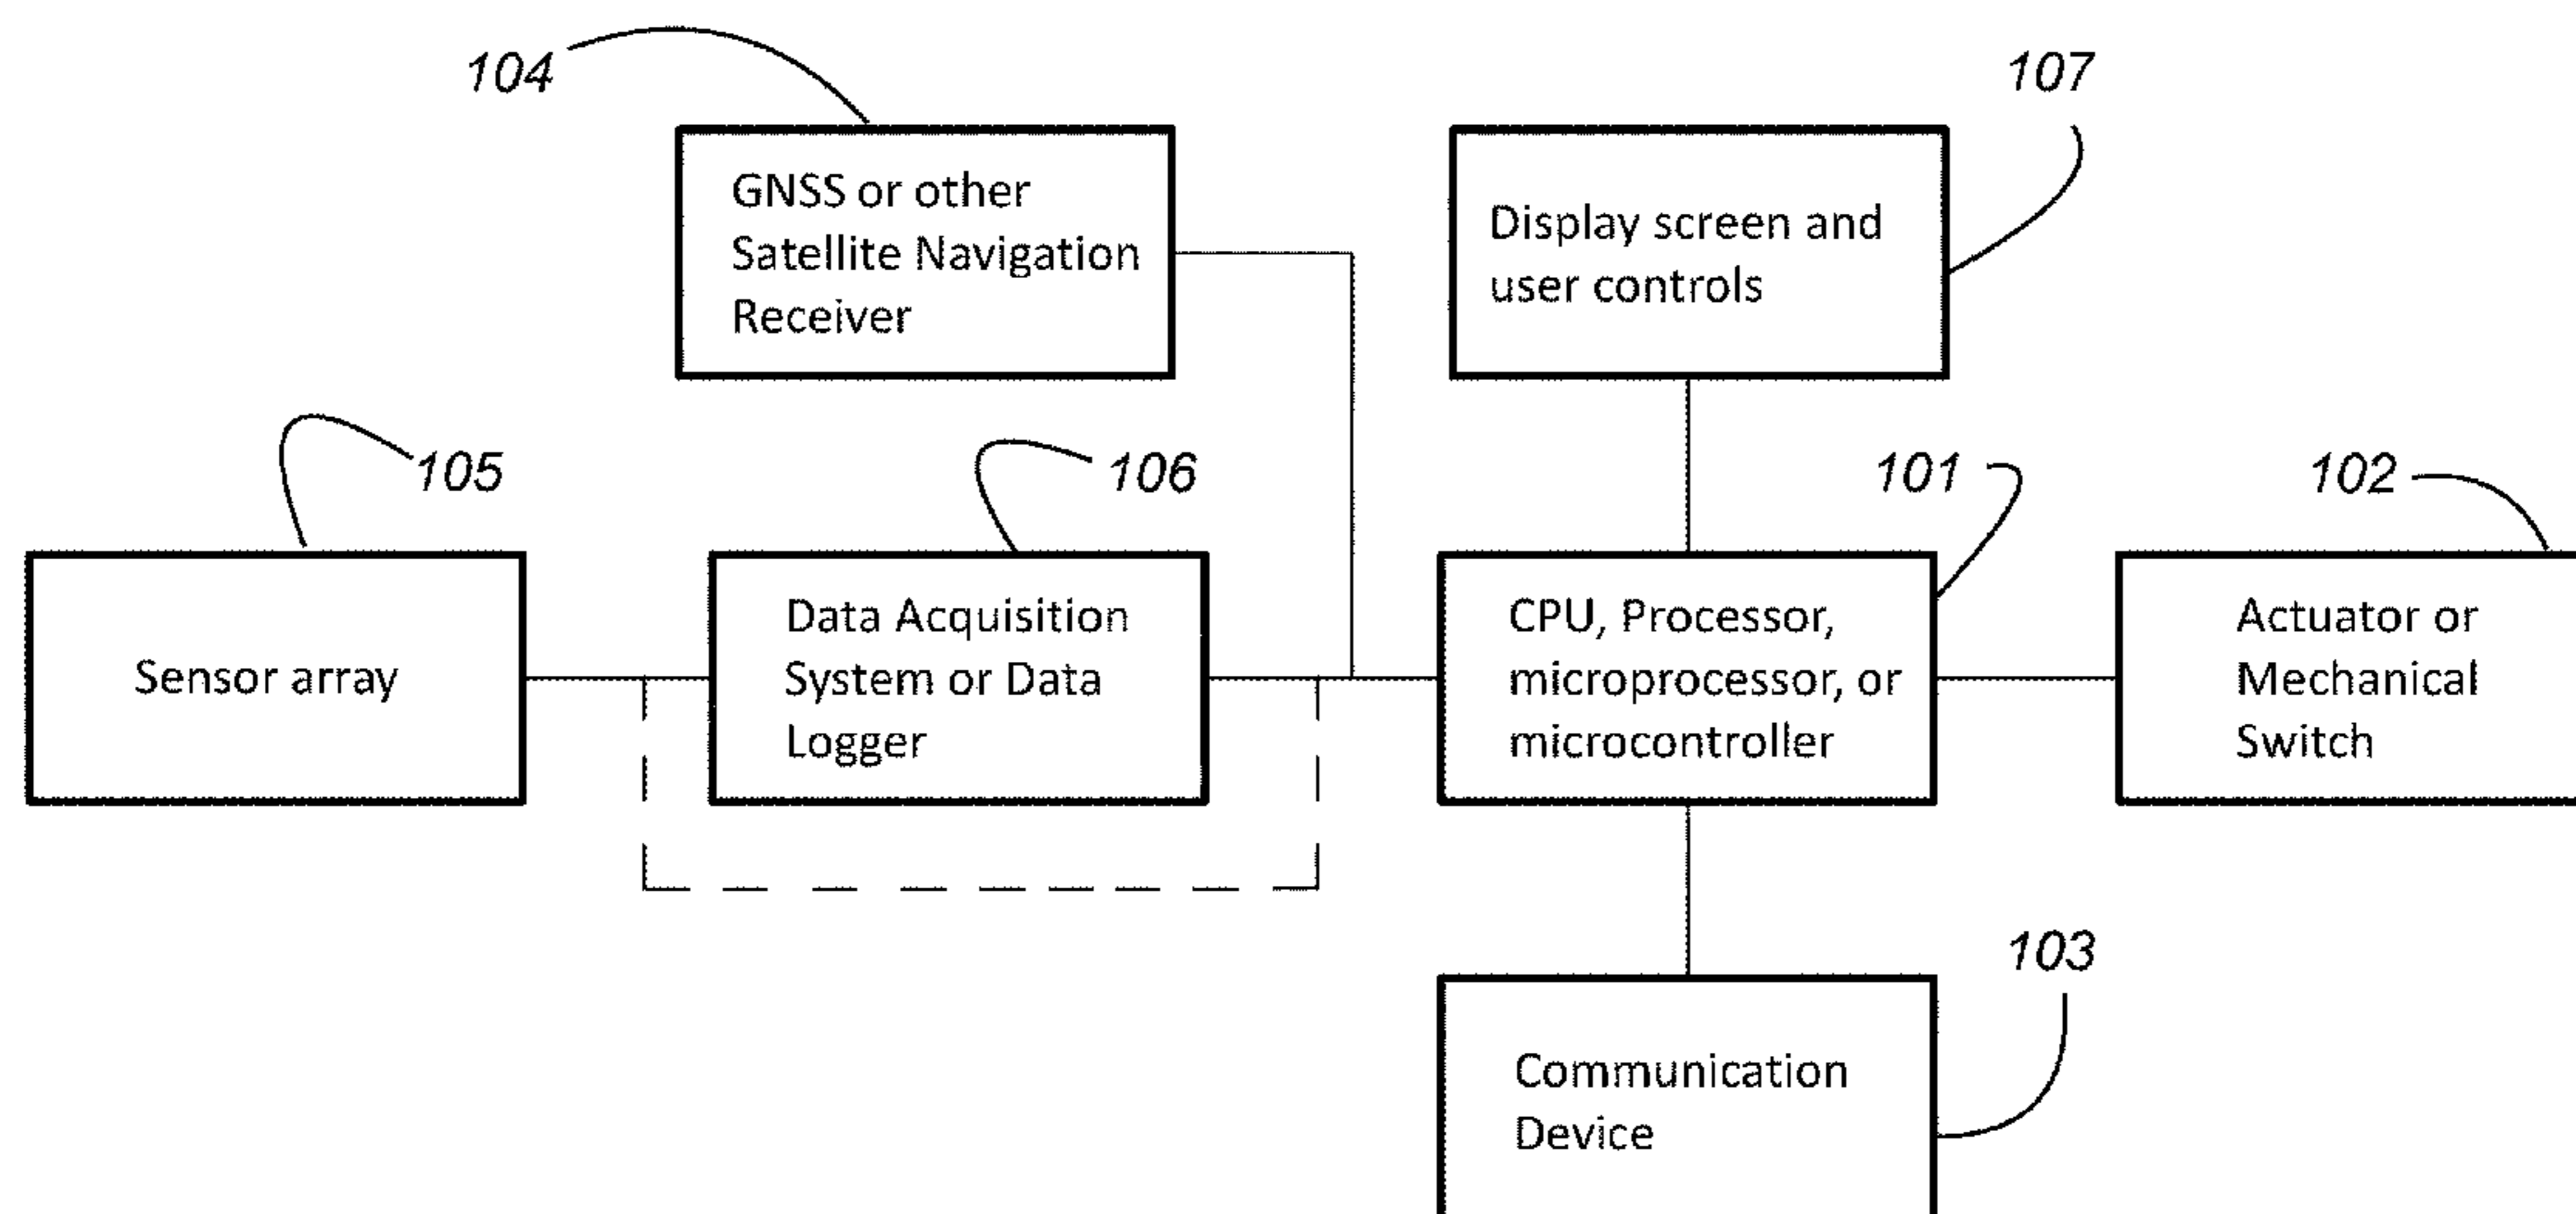 104
107
GNSS or other
Satellite Navigation
Receiver
Display screen and
user controls
105
106
101
102
Sensor array
Data Acquisition
System or Data
Logger
CPU, Processor,
microprocessor, or
microcontroller
Actuator or
Mechanical
Switch
103
Communication
Device